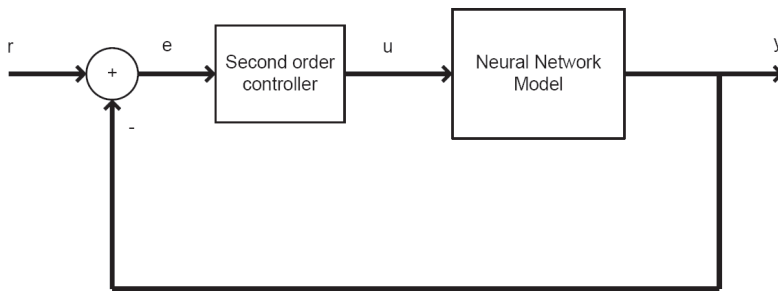 r
e
Second order
controller
u
Neural Network
Model
y
+
-